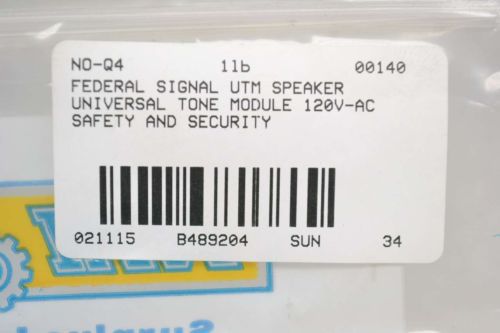 NO-Q4 1lb 00140
FEDERAL SIGNAL UTM SPEAKER
UNIVERSAL TONE MODULE 120V-AC
SAFETY AND SECURITY
021115 B489204 SUN 34